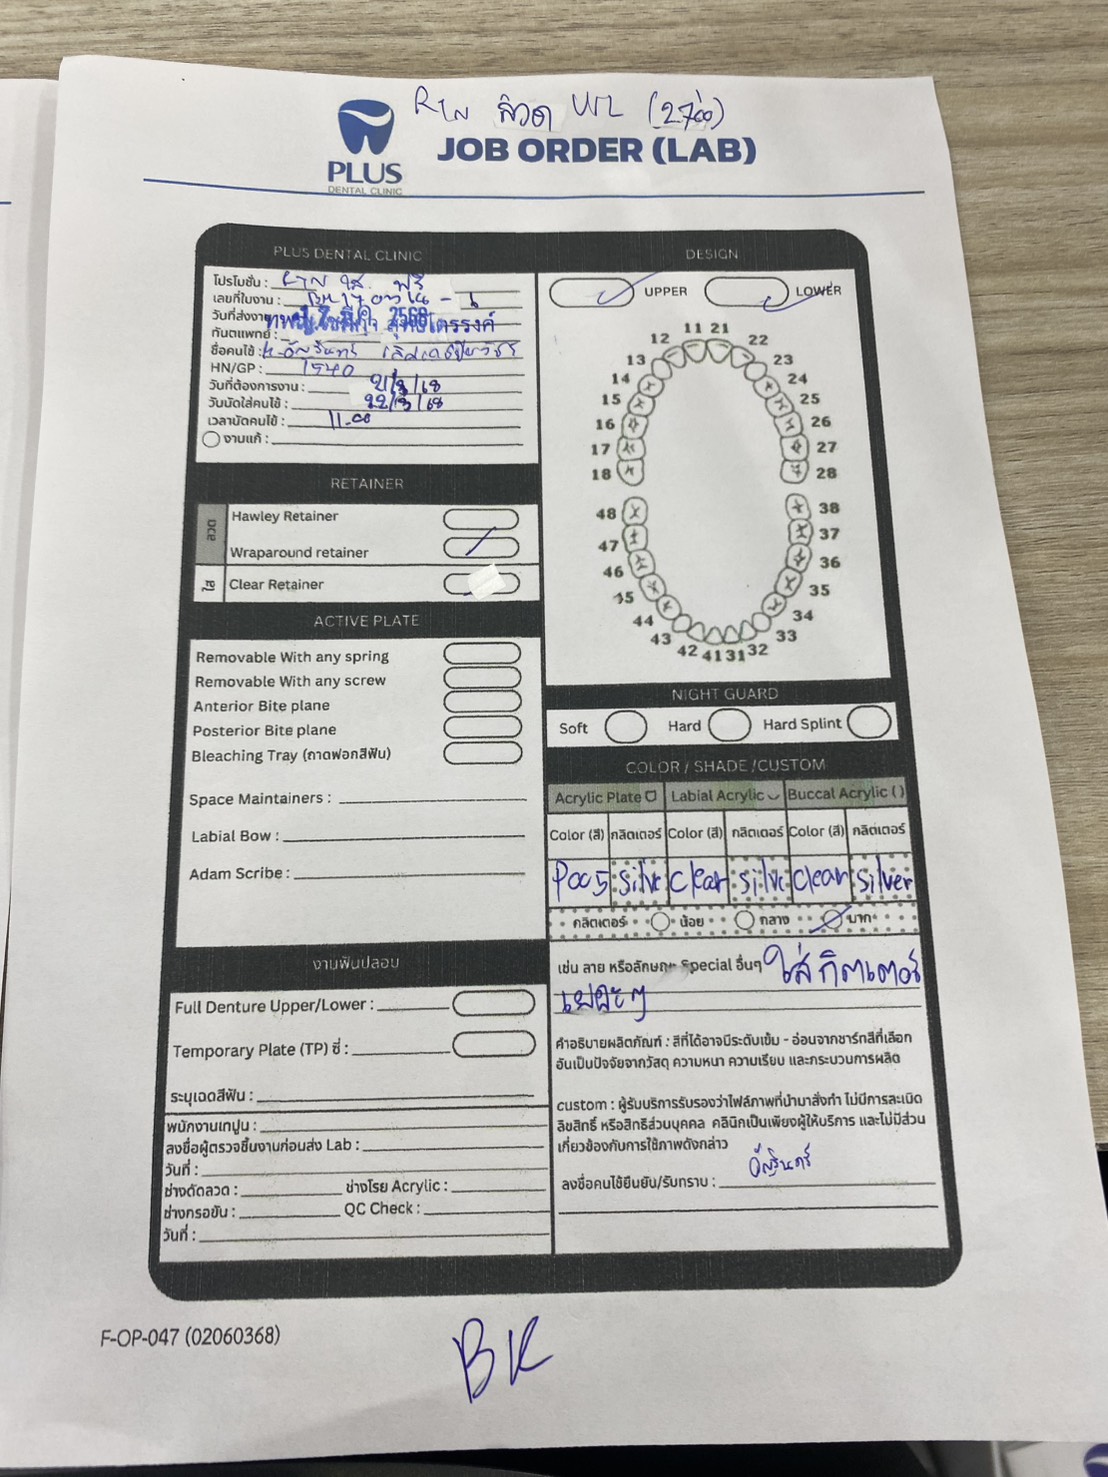 RTN ลวด U/L (2700)
PLUS
DENTAL CLINIC
JOB ORDER (LAB)
PLUS DENTAL CLINIC
โปรโมชั่น : RTN ใส ฟรี
เลขที่ใบงาน :
วันที่ส่งงาน 2568
ทันตแพทย์ :
ชื่อคนไข้ :
HN/GP : 1540
วันที่ต้องการงาน : 21/8/68
วันนัดใส่คนไข้ : 22/8/68
เวลานัดคนไข้ : 11.00
งานแก้ :
DESIGN
UPPER LOWER
11 21
12 22
13 23
14 24
15 25
16 26
17 27
18 28
48 38
47 37
46 36
45 35
44 34
43 33
42 41 31 32
RETAINER
ลวด
Hawley Retainer
Wraparound retainer
ใส
Clear Retainer
ACTIVE PLATE
Removable With any spring
Removable With any screw
Anterior Bite plane
Posterior Bite plane
Bleaching Tray (ถาดฟอกสีฟัน)
Space Maintainers :
Labial Bow :
Adam Scribe :
NIGHT GUARD
Soft Hard Hard Splint
COLOR / SHADE /CUSTOM
Acrylic Plate Labial Acrylic Buccal Acrylic ( )
Color (สี) กลิตเตอร์ Color (สี) กลิตเตอร์ Color (สี) กลิตเตอร์
P005 Silve Clear Silve Clear Silver
กลิตเตอร์ น้อย กลาง มาก
เช่น ลาย หรือลักษณะ Special อื่นๆ ใส่กิตเตอร์
เยอะๆ
คำอธิบายผลิตภัณฑ์ : สีที่ได้อาจมีระดับเข้ม - อ่อนจากชาร์ทสีที่เลือก
อันเป็นปัจจัยจากวัสดุ ความหนา ความเรียบ และกระบวนการผลิต
custom : ผู้รับบริการรับรองว่าไฟล์ภาพที่นำมาสั่งทำ ไม่มีการละเมิด
ลิขสิทธิ์ หรือสิทธิส่วนบุคคล คลินิกเป็นเพียงผู้ให้บริการ และไม่มีส่วน
เกี่ยวข้องกับการใช้ภาพดังกล่าว
ลงชื่อคนไข้ยืนยัน/รับทราบ : อัญรินทร์
งานฟันปลอม
Full Denture Upper/Lower :
Temporary Plate (TP) ซี่ :
ระบุเฉดสีฟัน :
พนักงานเทปูน :
ลงชื่อผู้ตรวจชิ้นงานก่อนส่ง Lab :
วันที่ :
ช่างดัดลวด : ช่างโรย Acrylic :
ช่างกรอขัน : QC Check :
วันที่ :
F-OP-047 (02060368)
BK